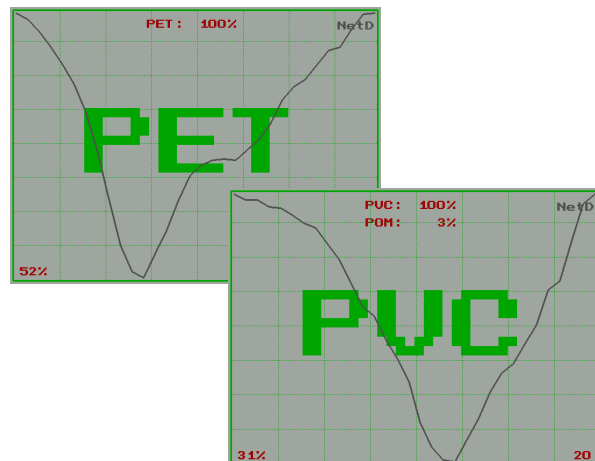 PET: 100%
NetD
PET
52%
PVC: 100%
NetD
POM: 3%
PVC
31%
20